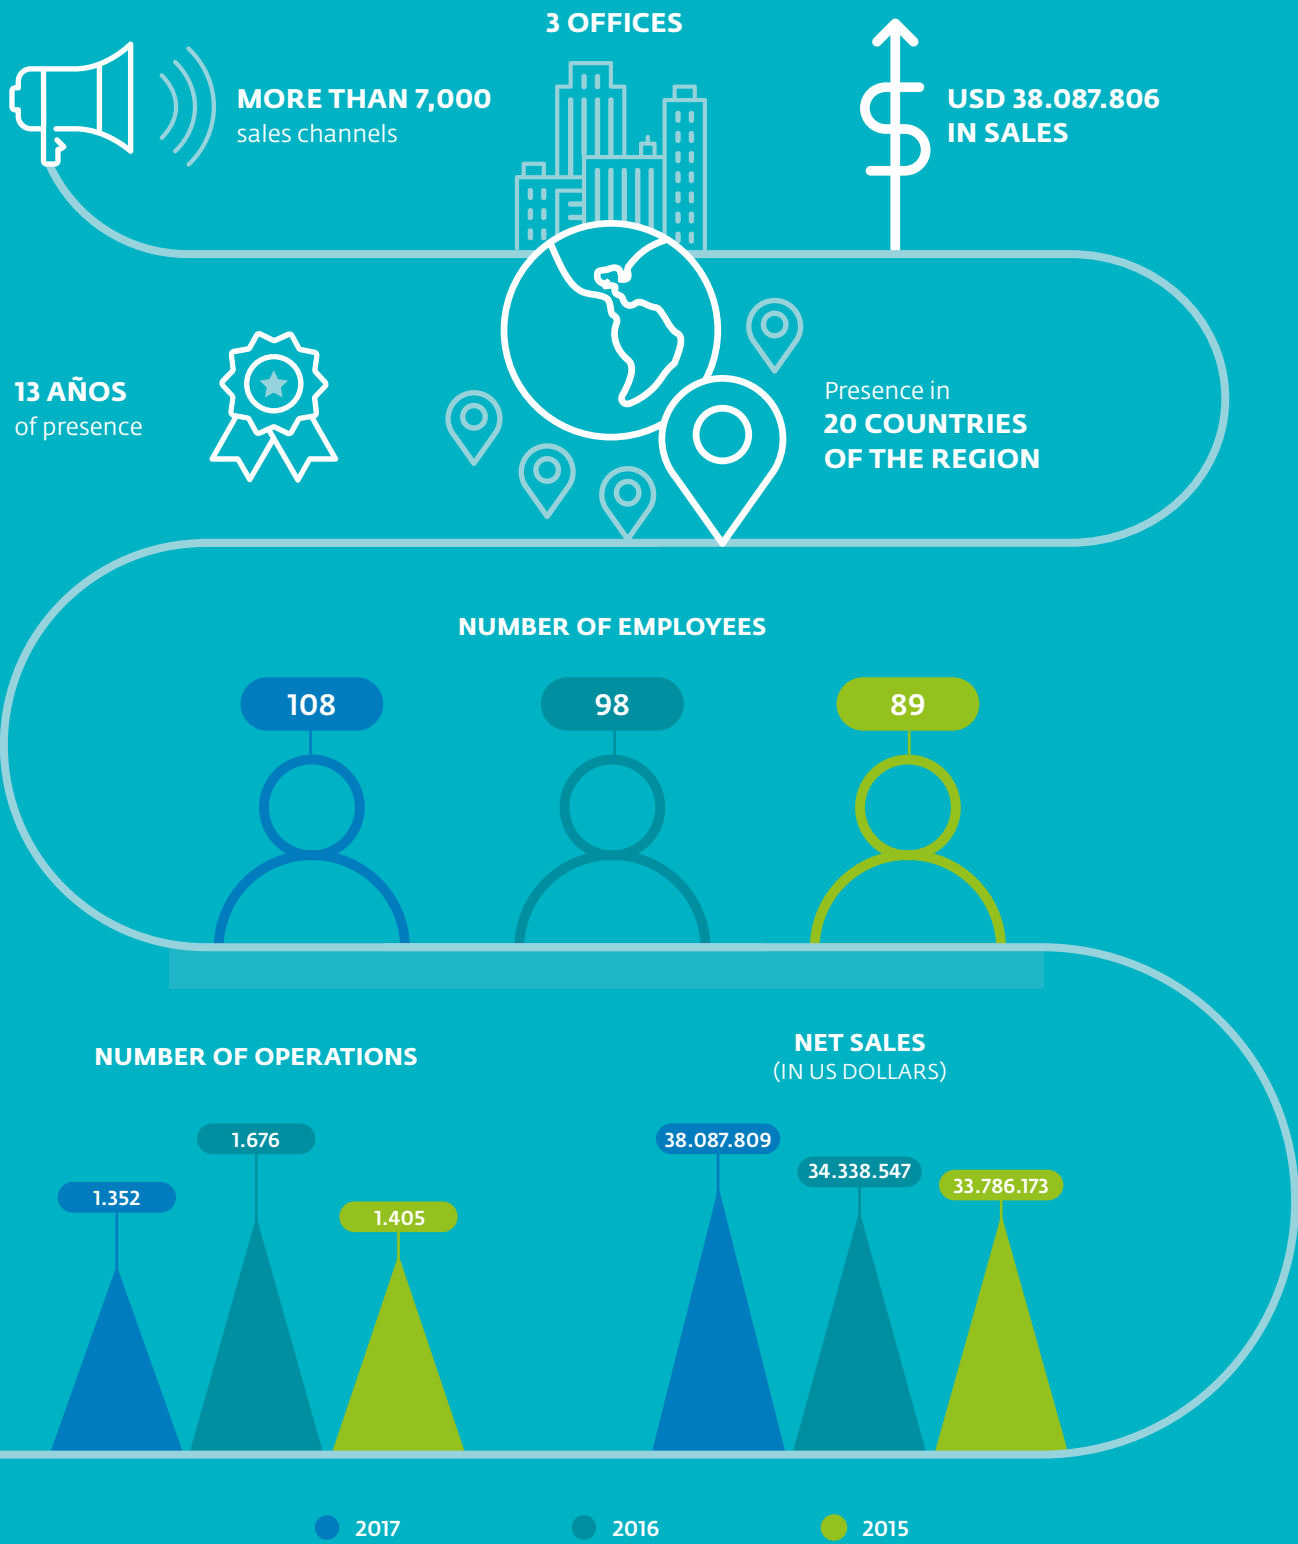 3 OFFICES
MORE THAN 7,000
sales channels
USD 38.087.806
IN SALES
13 AÑOS
of presence
Presence in
20 COUNTRIES
OF THE REGION
NUMBER OF EMPLOYEES
108
98
89
NUMBER OF OPERATIONS
1.352
1.676
1.405
NET SALES
(IN US DOLLARS)
38.087.809
34.338.547
33.786.173
2017
2016
2015